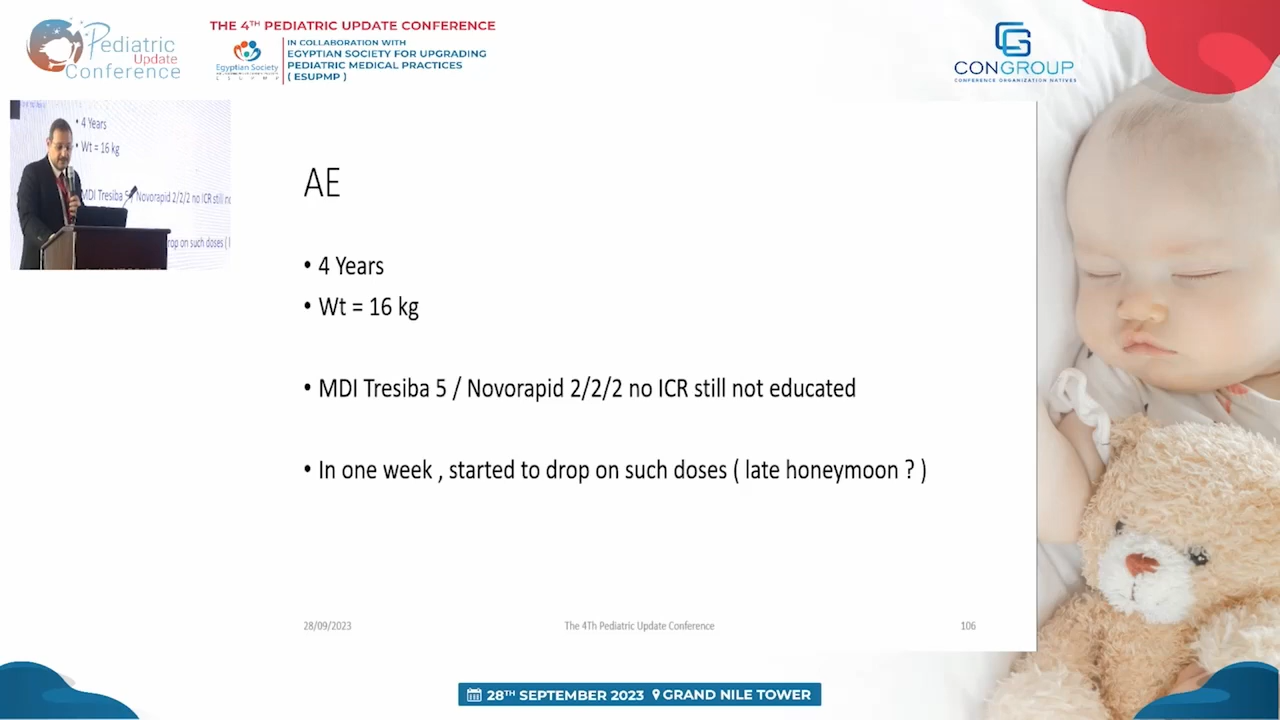 Pediatric
Update
Conference
THE 4TH PEDIATRIC UPDATE CONFERENCE
Egyptian Society
E S U P M P
IN COLLABORATION WITH
EGYPTIAN SOCIETY FOR UPGRADING
PEDIATRIC MEDICAL PRACTICES
( ESUPMP )
CONGROUP
CONFERENCE ORGANIZATION NATIVES
• 4 Years
• Wt = 16 kg
MDI Tresiba 5 / Novorapid 2/2/2 no ICR still
drop on such doses (
AE
• 4 Years
• Wt = 16 kg
• MDI Tresiba 5 / Novorapid 2/2/2 no ICR still not educated
• In one week , started to drop on such doses ( late honeymoon ? )
28/09/2023
The 4Th Pediatric Update Conference
106
28TH SEPTEMBER 2023 GRAND NILE TOWER